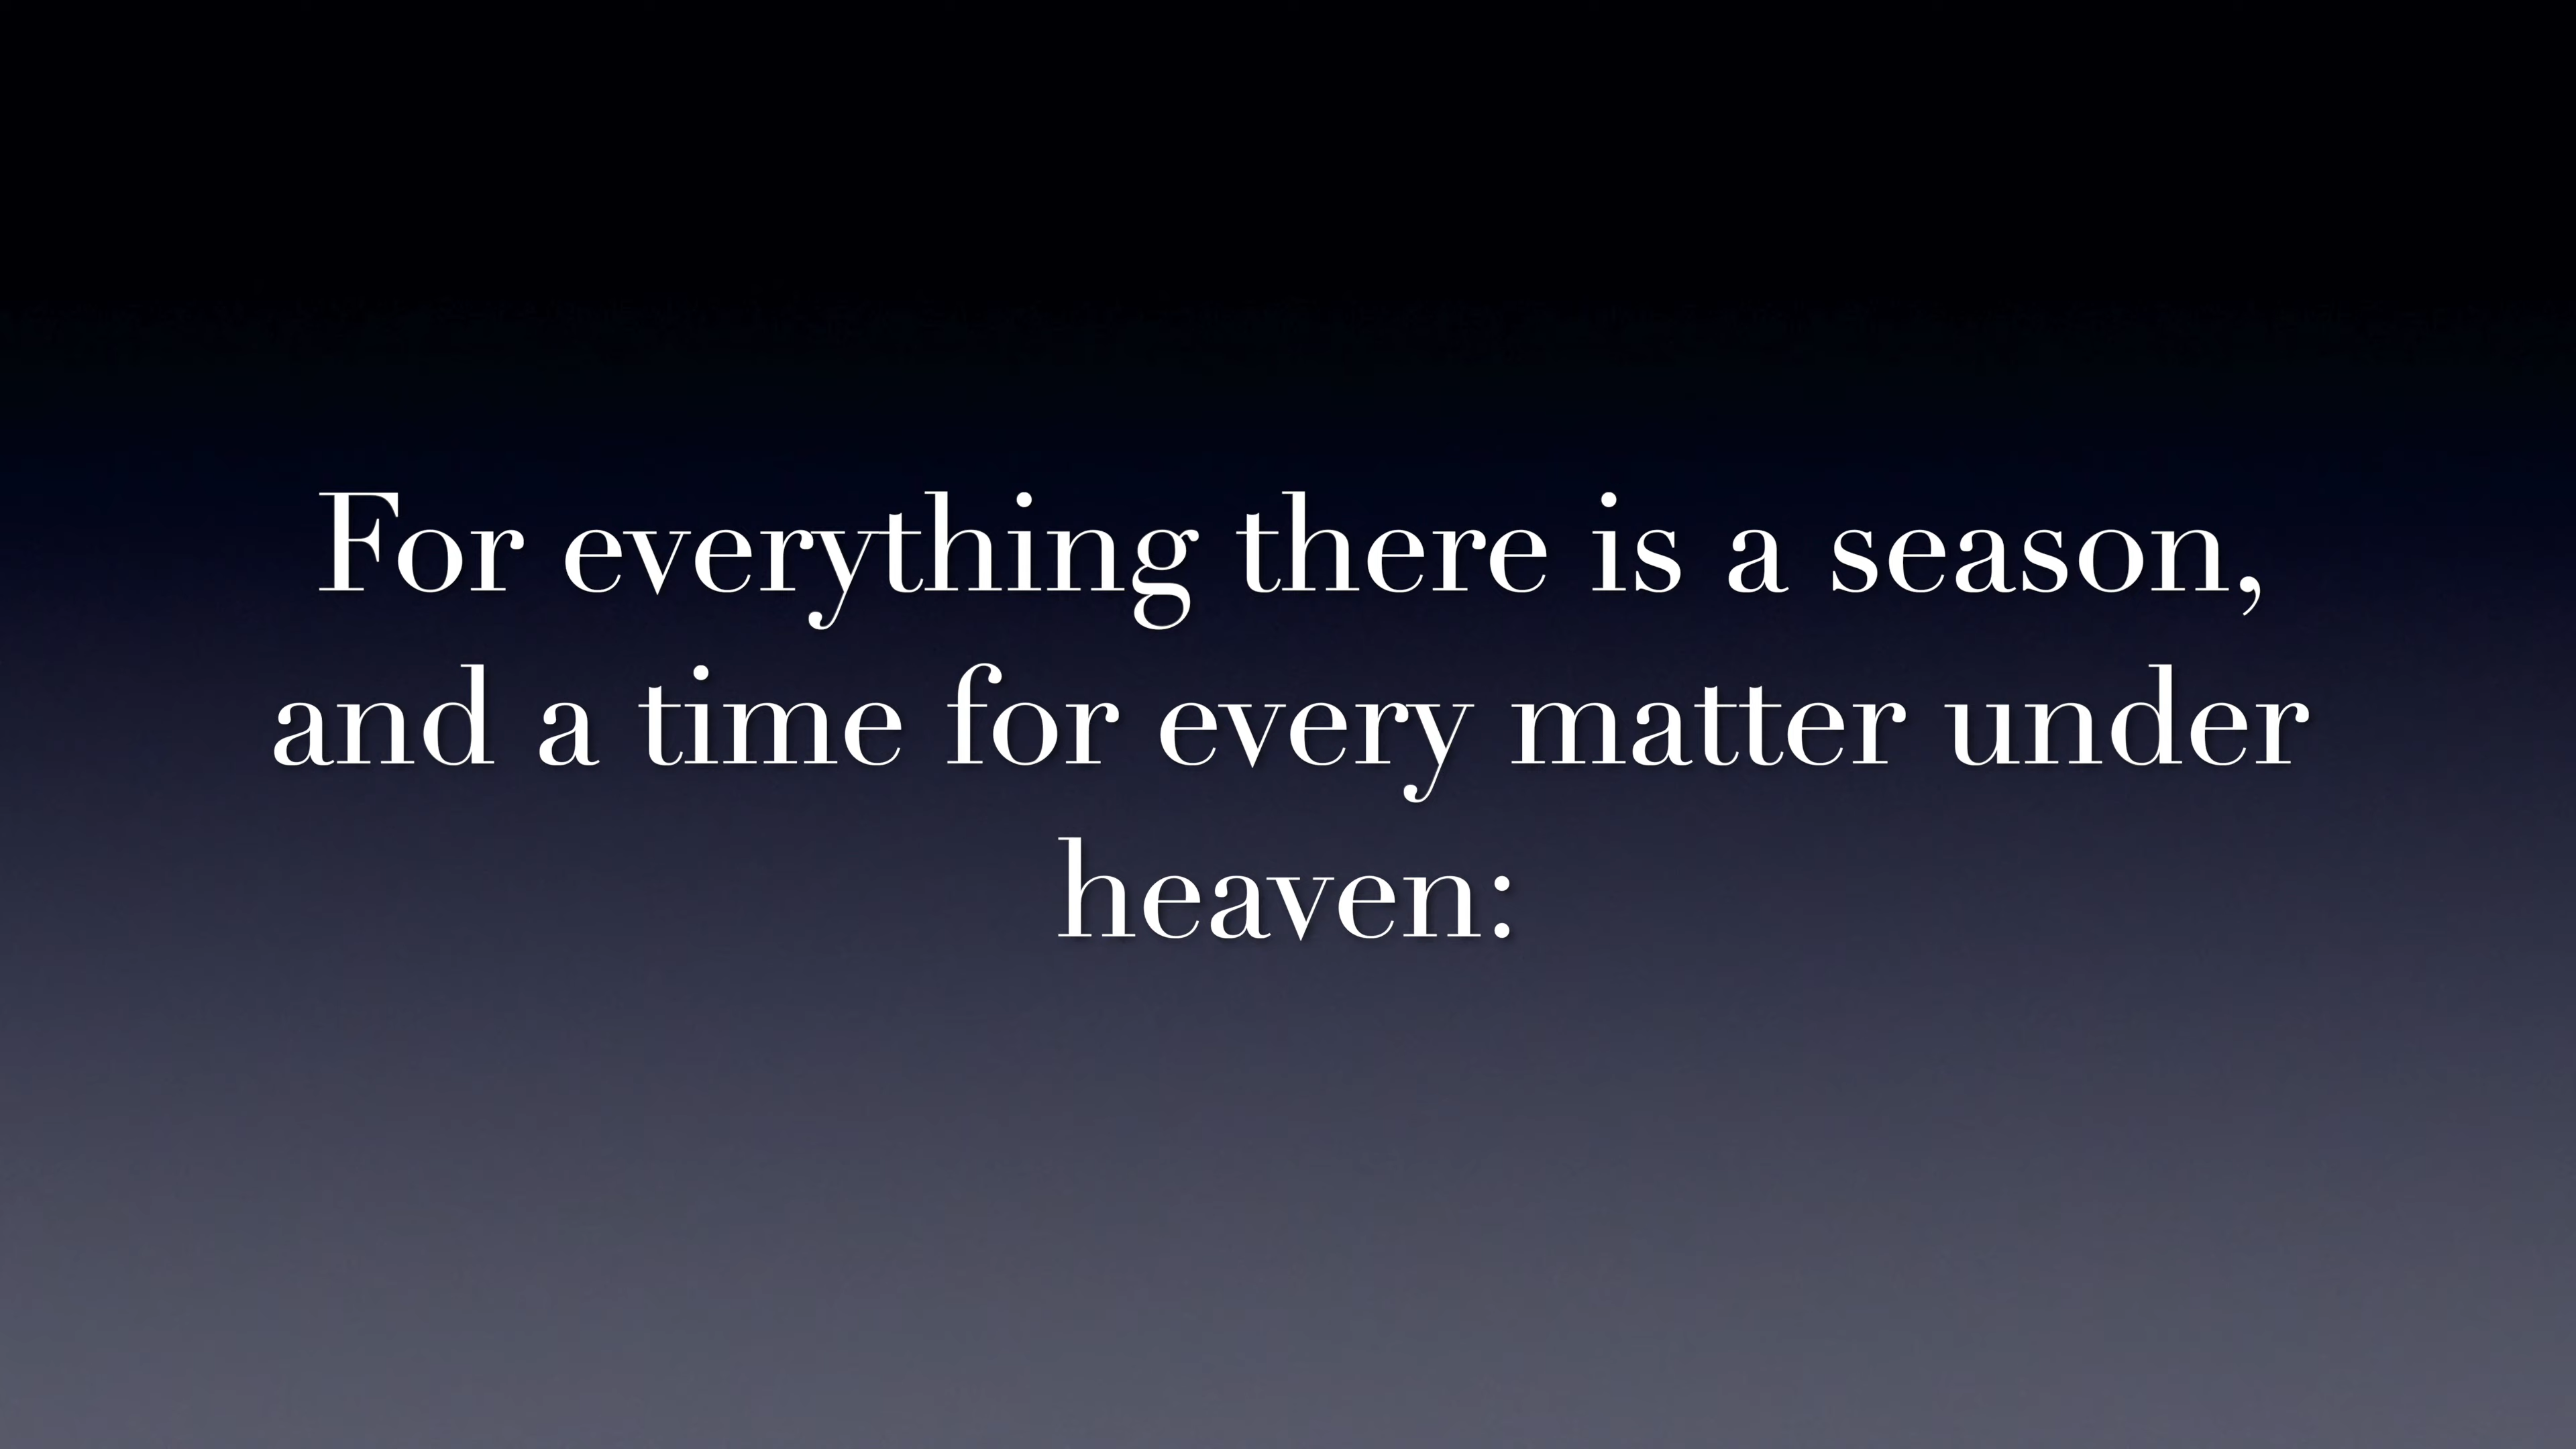 For everything there is a season,
and a time for every matter under
heaven: